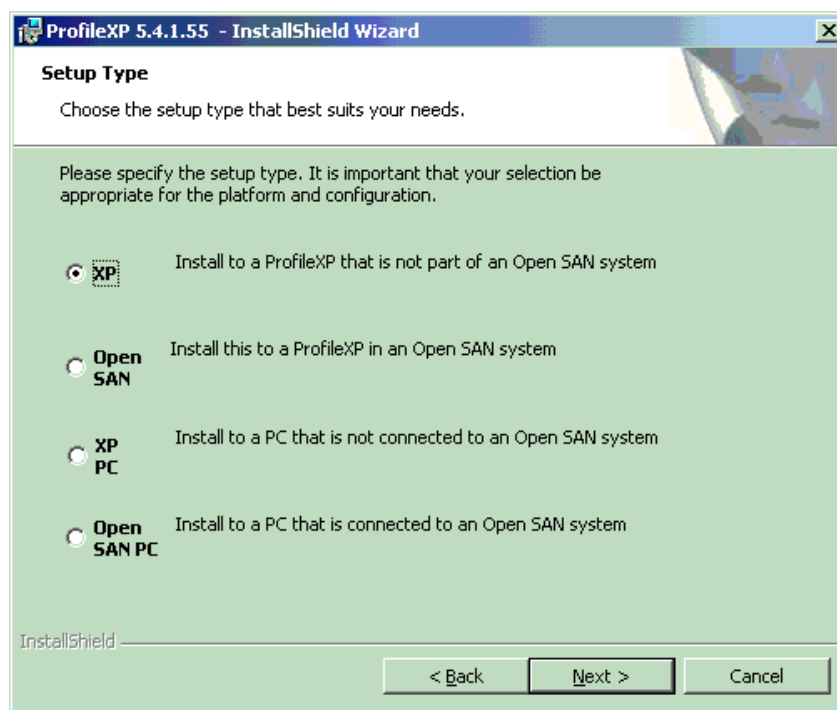 ProfileXP 5.4.1.55 - InstallShield Wizard
Setup Type
Choose the setup type that best suits your needs.
Please specify the setup type. It is important that your selection be
appropriate for the platform and configuration.
XP Install to a ProfileXP that is not part of an Open SAN system
Open Install this to a ProfileXP in an Open SAN system
SAN
XP Install to a PC that is not connected to an Open SAN system
PC
Open Install to a PC that is connected to an Open SAN system
SAN PC
InstallShield
< Back Next > Cancel